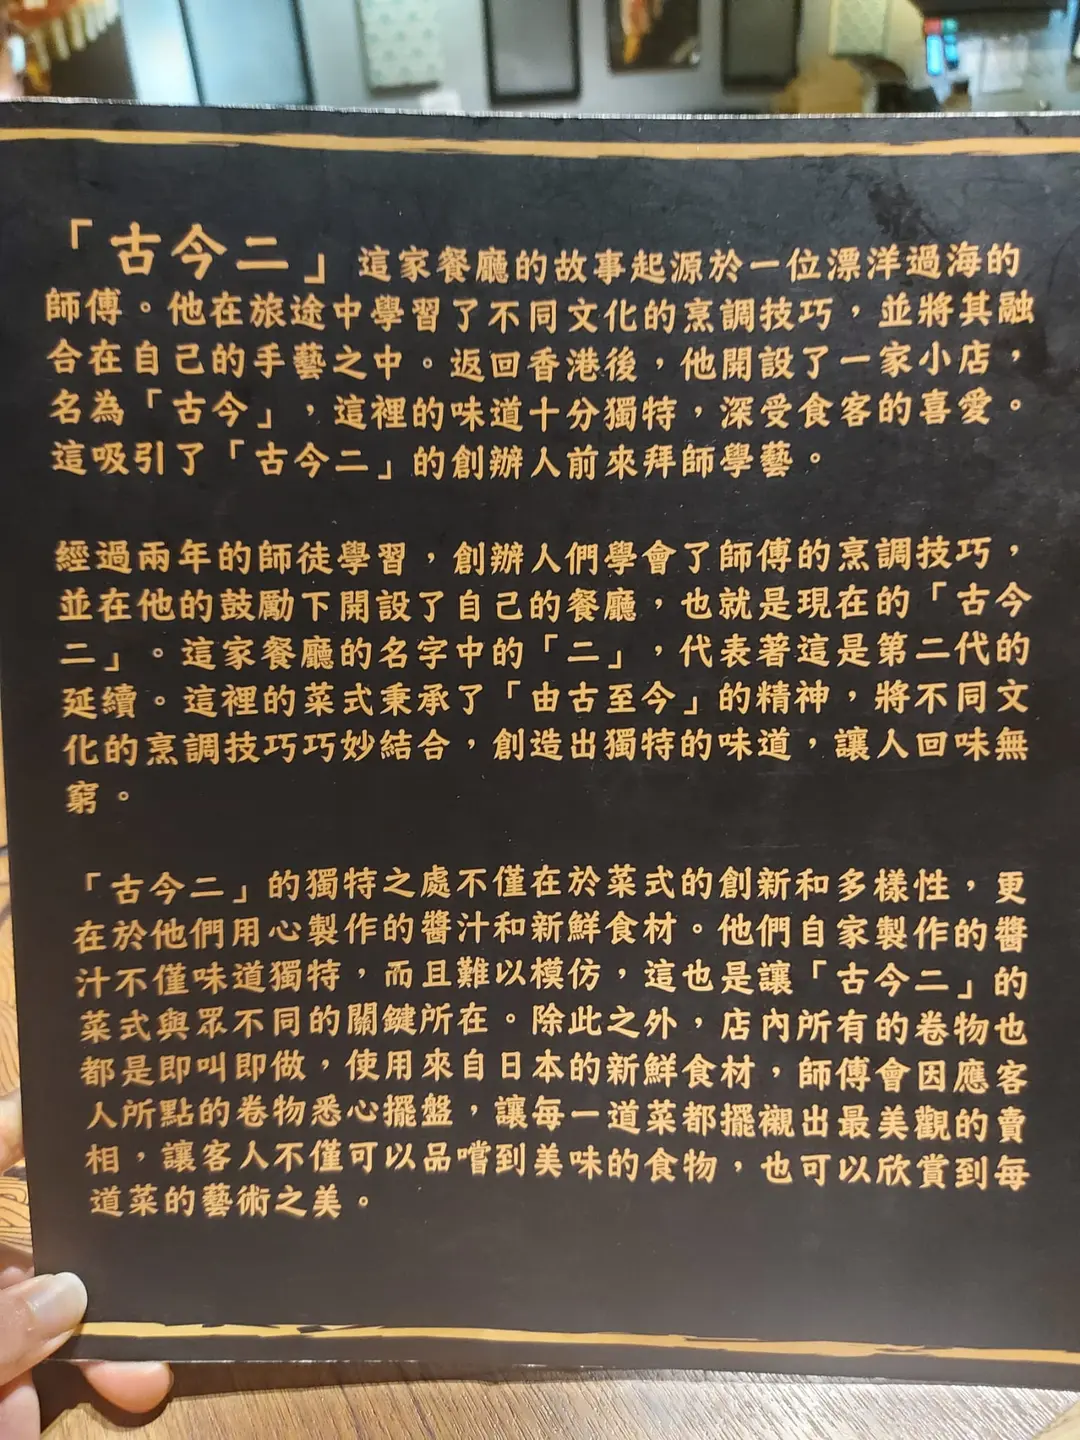 「古今二」這家餐廳的故事起源於一位漂洋過海的
師傅。他在旅途中學習了不同文化的烹調技巧，並將其融
合在自己的手藝之中。返回香港後，他開設了一家小店，
名為「古今」，這裡的味道十分獨特，深受食客的喜愛。
這吸引了「古今二」的創辦人前來拜師學藝。
經過兩年的師徒學習，創辦人們學會了師傅的烹調技巧，
並在他的鼓勵下開設了自己的餐廳，也就是現在的「古今
二」。這家餐廳的名字中的「二」，代表著這是第二代的
延續。這裡的菜式秉承了「由古至今」的精神，將不同文
化的烹調技巧巧妙結合，創造出獨特的味道，讓人回味無
窮。
「古今二」的獨特之處不僅在於菜式的創新和多樣性，更
在於他們用心製作的醬汁和新鮮食材。他們自家製作的醬
汁不僅味道獨特，而且難以模仿，這也是讓「古今二」的
菜式與眾不同的關鍵所在。除此之外，店內所有的卷物也
都是即叫即做，使用來自日本的新鮮食材，師傅會因應客
人所點的卷物悉心擺盤，讓每一道菜都擺襯出最美觀的賣
相，讓客人不僅可以品嚐到美味的食物，也可以欣賞到每
道菜的藝術之美。